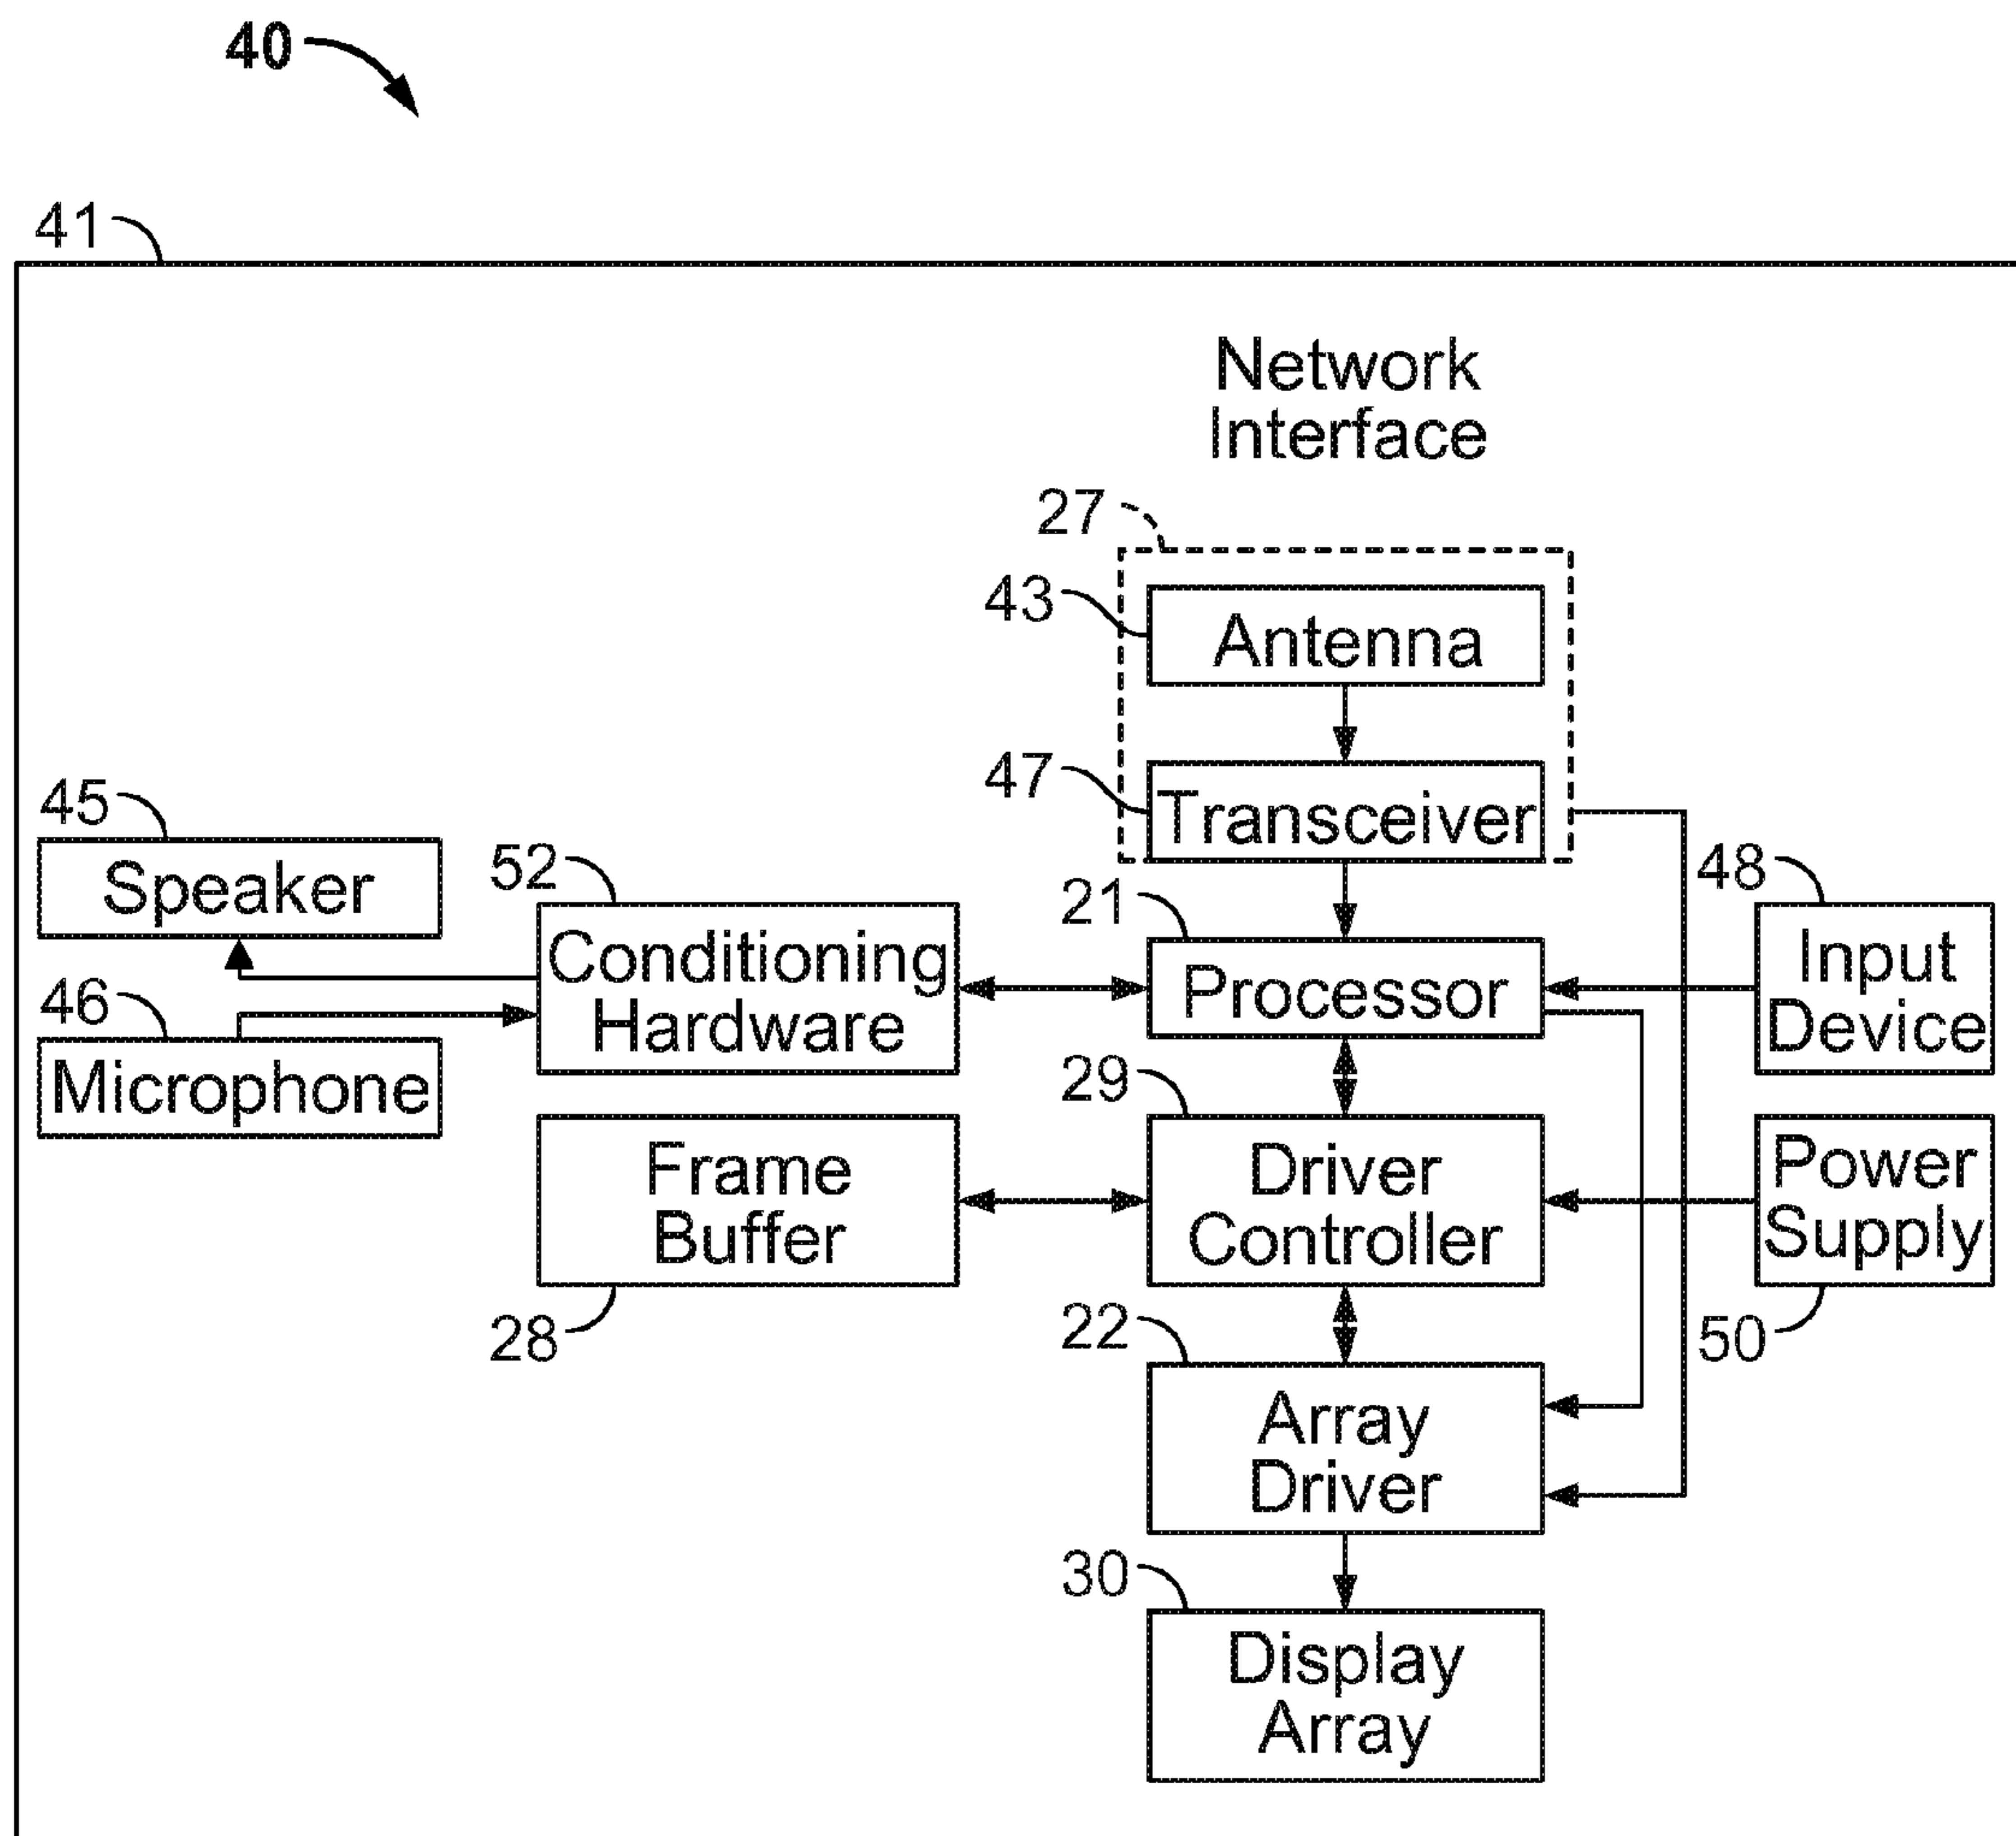 40
41
Network
Interface
27
43
Antenna
47
Transceiver
45
Speaker
52
Conditioning
Hardware
21
Processor
48
Input
Device
46
Microphone
29
Driver
Controller
Frame
Buffer
28
Power
Supply
50
22
Array
Driver
30
Display
Array